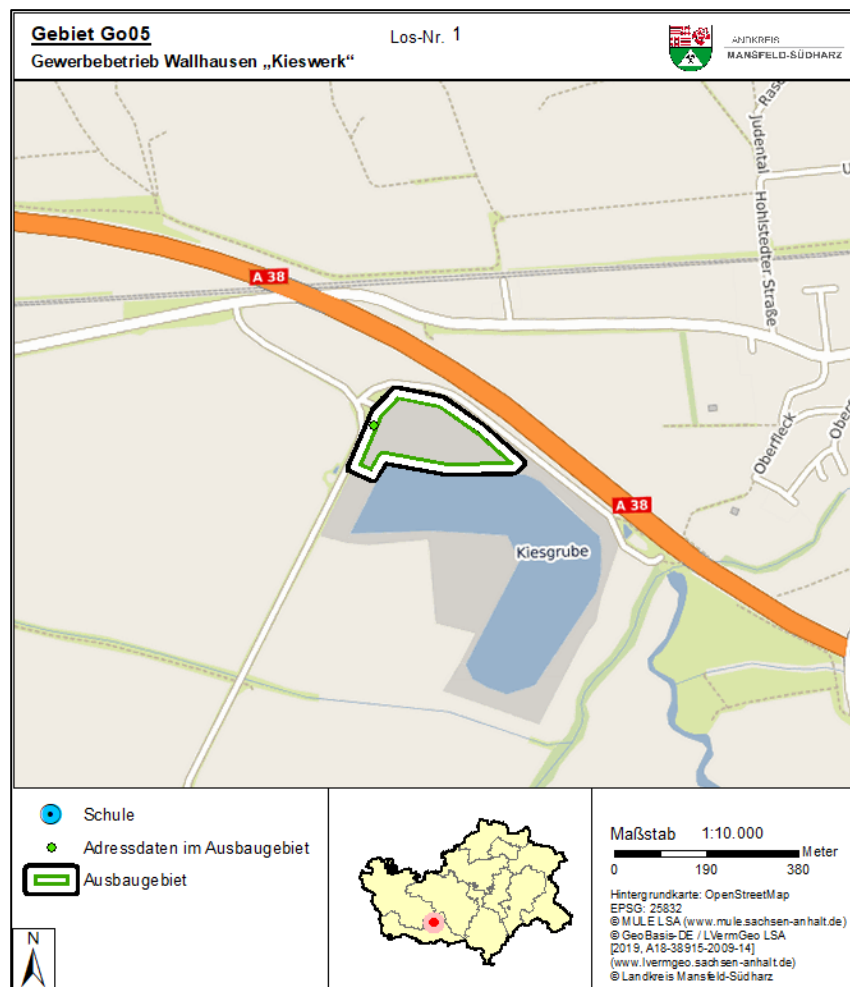 Gebiet Go05
Los-Nr. 1
Gewerbebetrieb Wallhausen „Kieswerk“
ANDKREIS
MANSFELD-SÜDHARZ
Judental
Hohlstedter Straße
A 38
Oberfleck
A 38
Kiesgrube
Schule
Adressdaten im Ausbaugebiet
Ausbaugebiet
Maßstab 1:10.000
Meter
0 190 380
Hintergrundkarte: OpenStreetMap
EPSG: 25832
© MULE LSA (www.mule.sachsen-anhalt.de)
© GeoBasis-DE / LVermGeo LSA
[2019, A18-38915-2009-14]
(www.lvermgeo.sachsen-anhalt.de)
© Landkreis Mansfeld-Südharz
N